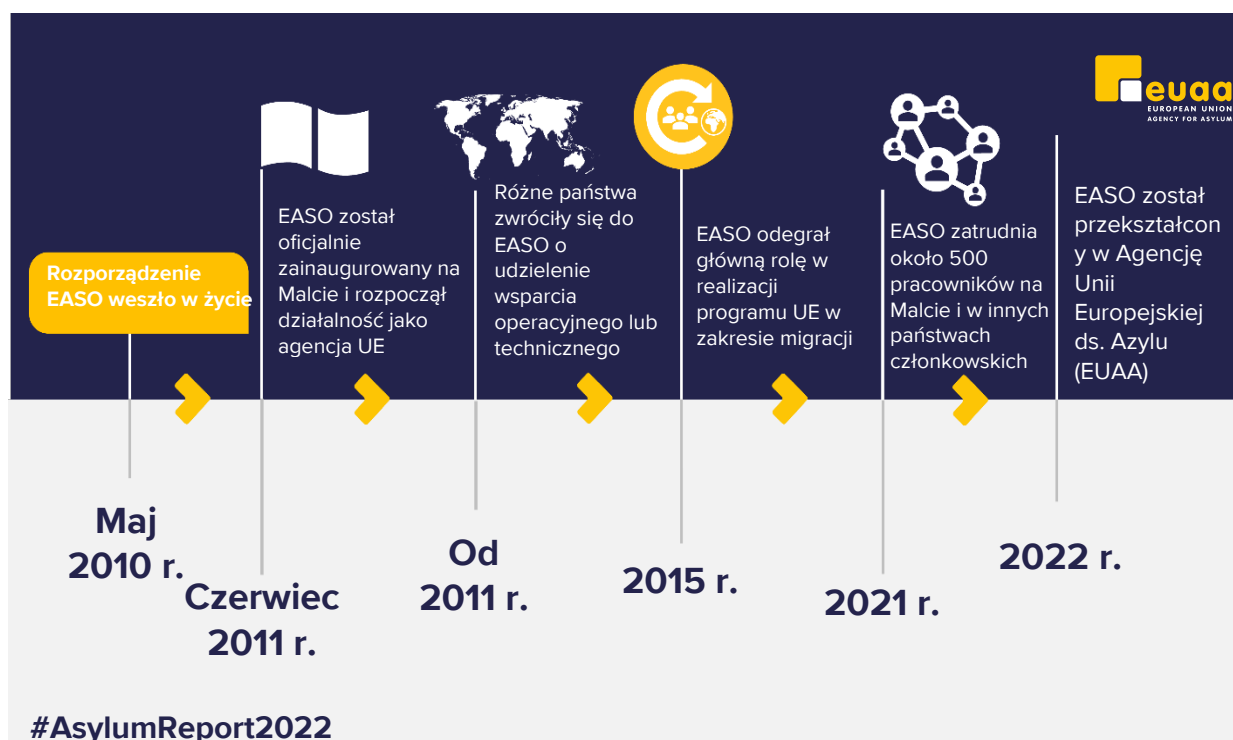 euaa
EUROPEAN UNION
AGENCY FOR ASYLUM
Rozporządzenie
EASO weszło w życie
EASO został
oficjalnie
zainaugurowany na
Malcie i rozpoczął
działalność jako
agencja UE
Różne państwa
zwróciły się do
EASO o
udzielenie
wsparcia
operacyjnego lub
technicznego
EASO odegrał
główną rolę w
realizacji
programu UE w
zakresie migracji
EASO zatrudnia
około 500
pracowników na
Malcie i w innych
państwach
członkowskich
EASO został
przekształcon
y w Agencję
Unii
Europejskiej
ds. Azylu
(EUAA)
Maj
2010 r.
Czerwiec
2011 r.
Od
2011 r.
2015 r.
2021 r.
2022 r.
#AsylumReport2022